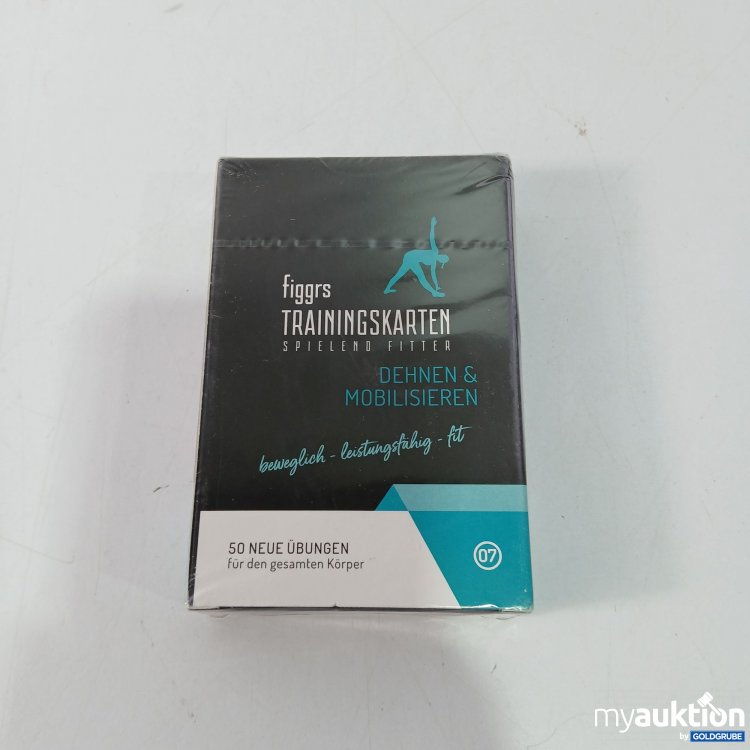 figgrs
TRAININGSKARTEN
SPIELEND FITTER
DEHNEN &
MOBILISIEREN
beweglich - leistungsfähig - fit
50 NEUE ÜBUNGEN
für den gesamten Körper
07
myauktion
by GOLDGRUBE